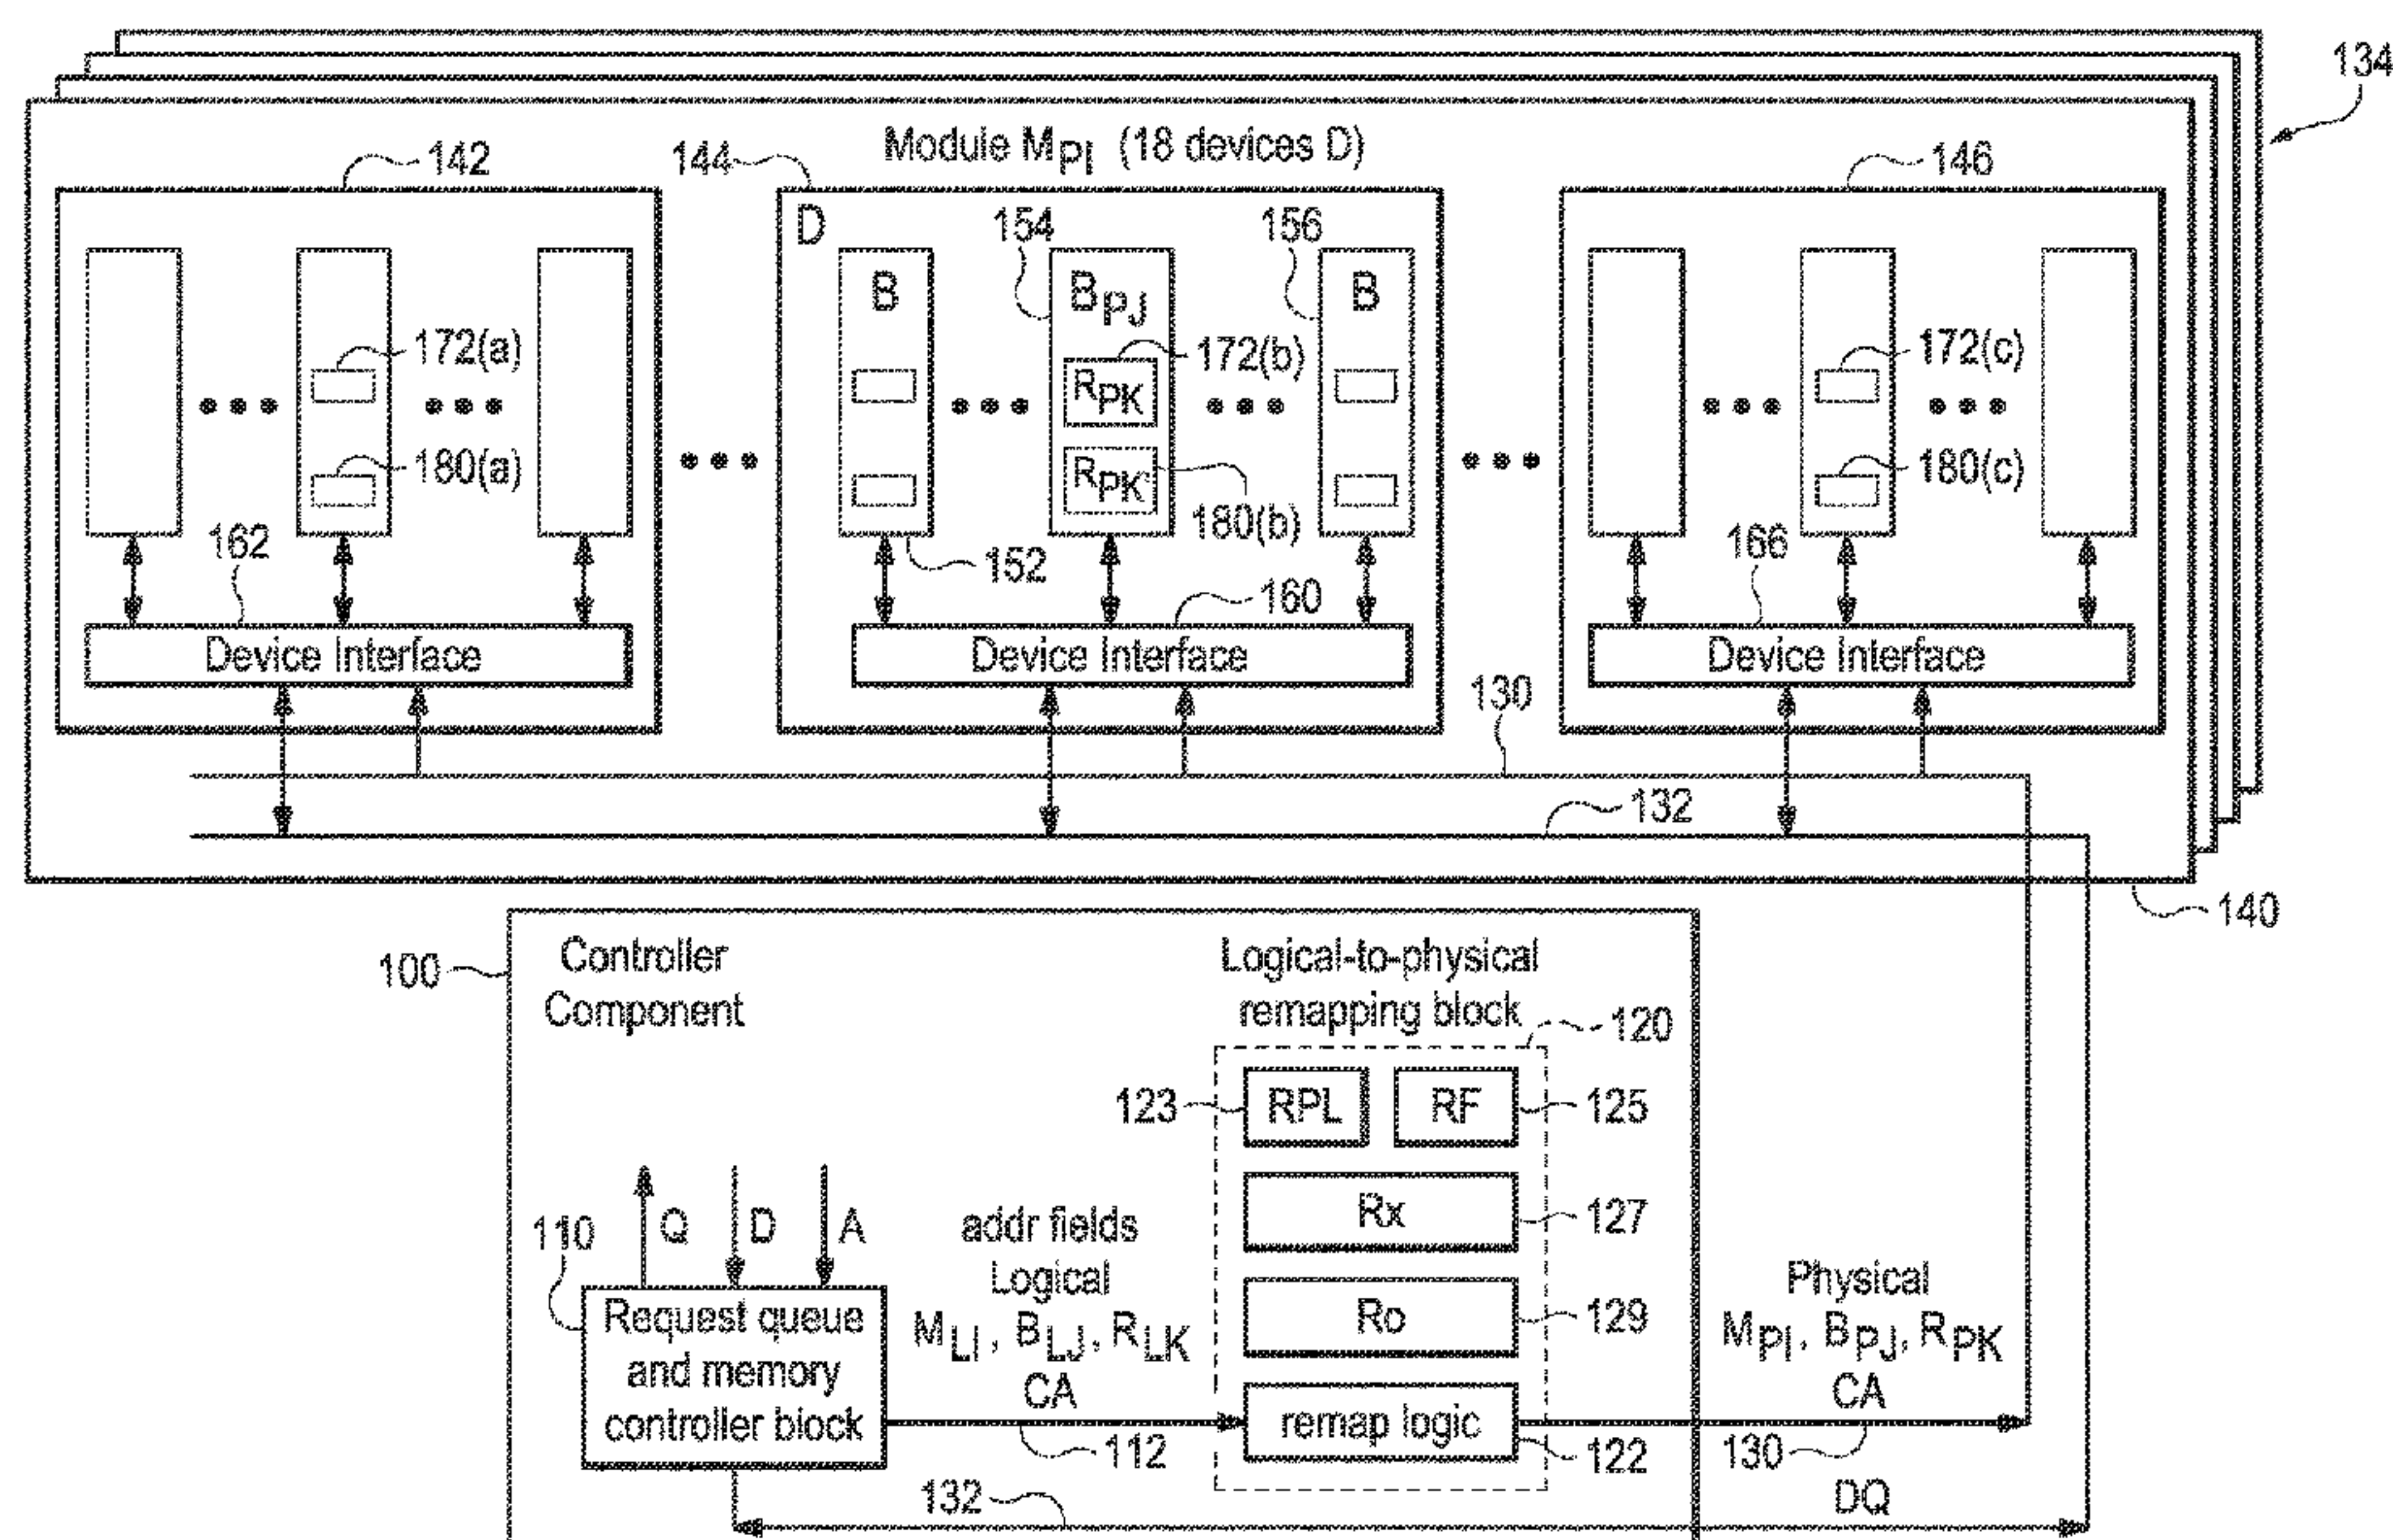 134
Module MPI (18 devices D)
142
144
146
D
154
156
B
BPJ
B
172(a)
RPK
172(b)
172(c)
180(a)
RPK'
180(b)
180(c)
162
152
160
166
Device Interface
Device Interface
Device Interface
130
132
140
100
Controller
Component
Logical-to-physical
remapping block
120
123
RPL
RF
125
Rx
127
Ro
129
remap logic
122
110
Q
D
A
Request queue
and memory
controller block
addr fields
Logical
MLI, BLJ, RLK
CA
112
Physical
MPI, BPJ, RPK
CA
130
132
DQ